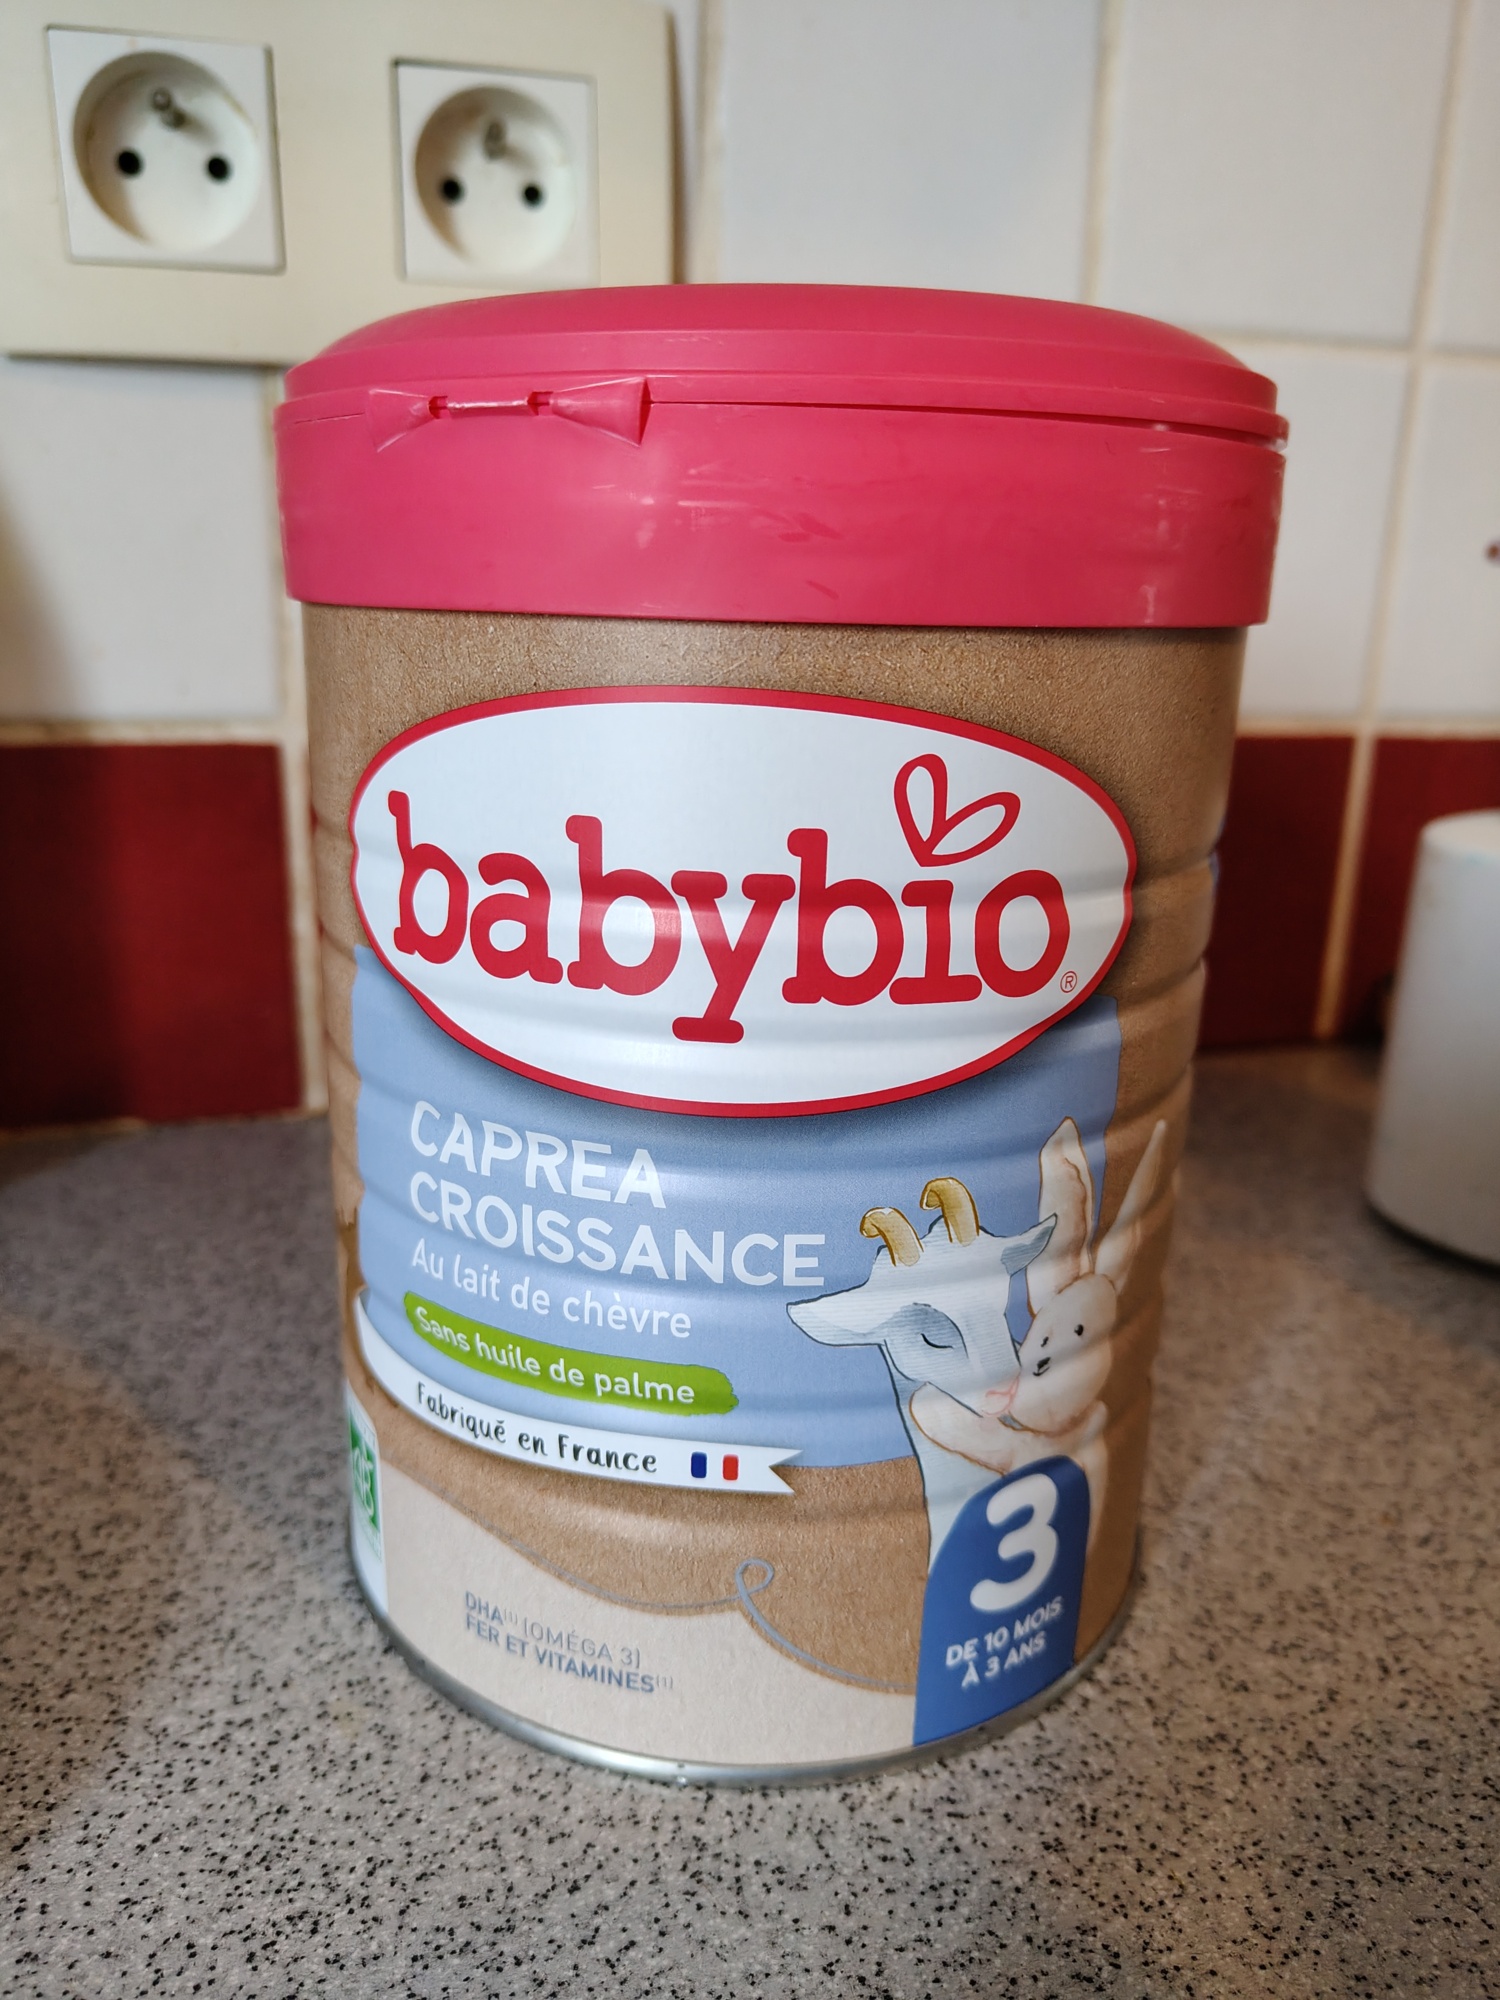 babybio®
CAPREA
CROISSANCE
Au lait de chèvre
Sans huile de palme
Fabriqué en France
3
DE 10 MOIS
À 3 ANS
DHA⁽¹⁾ (OMÉGA 3)
FER ET VITAMINES⁽¹⁾